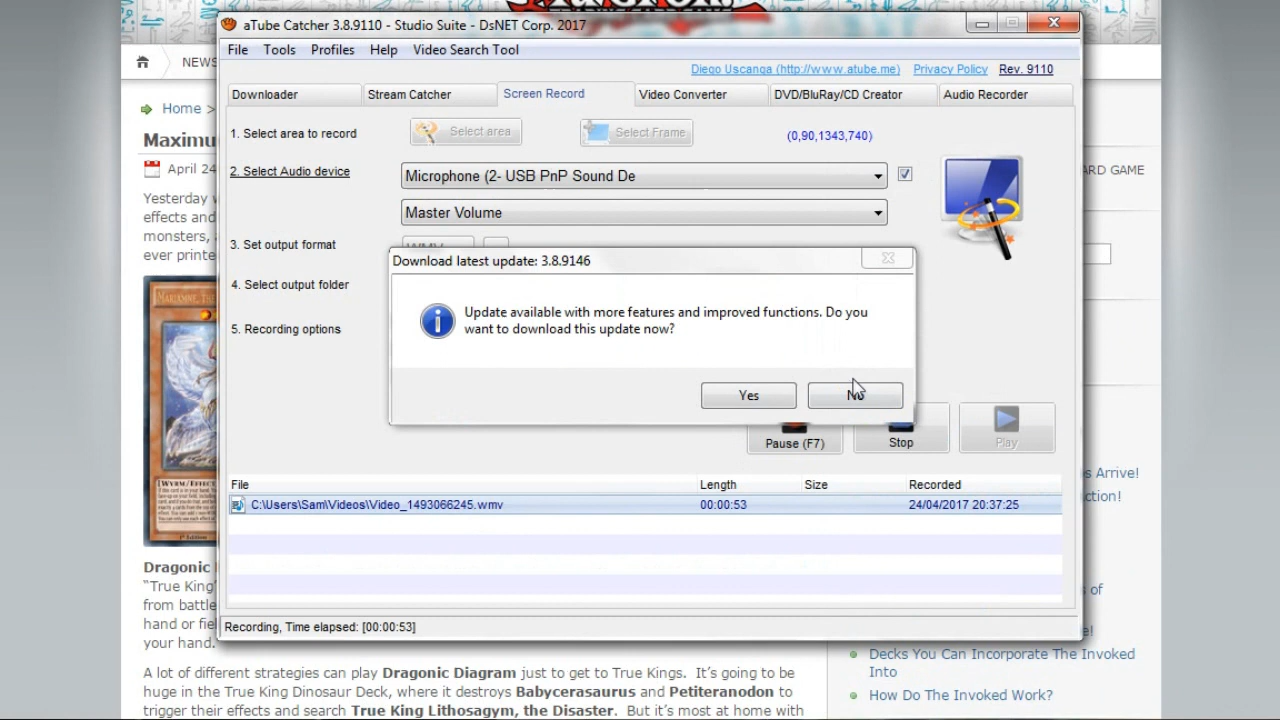 aTube Catcher 3.8.9110 - Studio Suite - DsNET Corp. 2017
File Tools Profiles Help Video Search Tool
NEWS
Diego Uscanga (http://www.atube.me) Privacy Policy Rev. 9110
Downloader Stream Catcher Screen Record Video Converter DVD/BluRay/CD Creator Audio Recorder
Home >
1. Select area to record Select area Select Frame (0,90,1343,740)
April 24
2. Select Audio device Microphone (2- USB PnP Sound De
ARD GAME
Yesterday
effects and
Master Volume
monsters,
3. Set output format WMV
ever printe
Download latest update: 3.8.9146
4. Select output folder
Update available with more features and improved functions. Do you
want to download this update now?
5. Recording options
Yes No
Pause (F7) Stop Play
s Arrive!
File Length Size Recorded
C:\Users\Sam\Videos\Video_1493066245.wmv 00:00:53 24/04/2017 20:37:25
WYRM/EFFECT
Dragonic
"True King"
of
from battle
hand or fiel
your hand.
Recording, Time elapsed: [00:00:53]
Decks You Can Incorporate The Invoked
Into
How Do The Invoked Work?
A lot of different strategies can play Dragonic Diagram just to get to True Kings. It's going to be
huge in the True King Dinosaur Deck, where it destroys Babycerasaurus and Petiteranodon to
trigger their effects and search True King Lithosagym, the Disaster. But it's most at home with